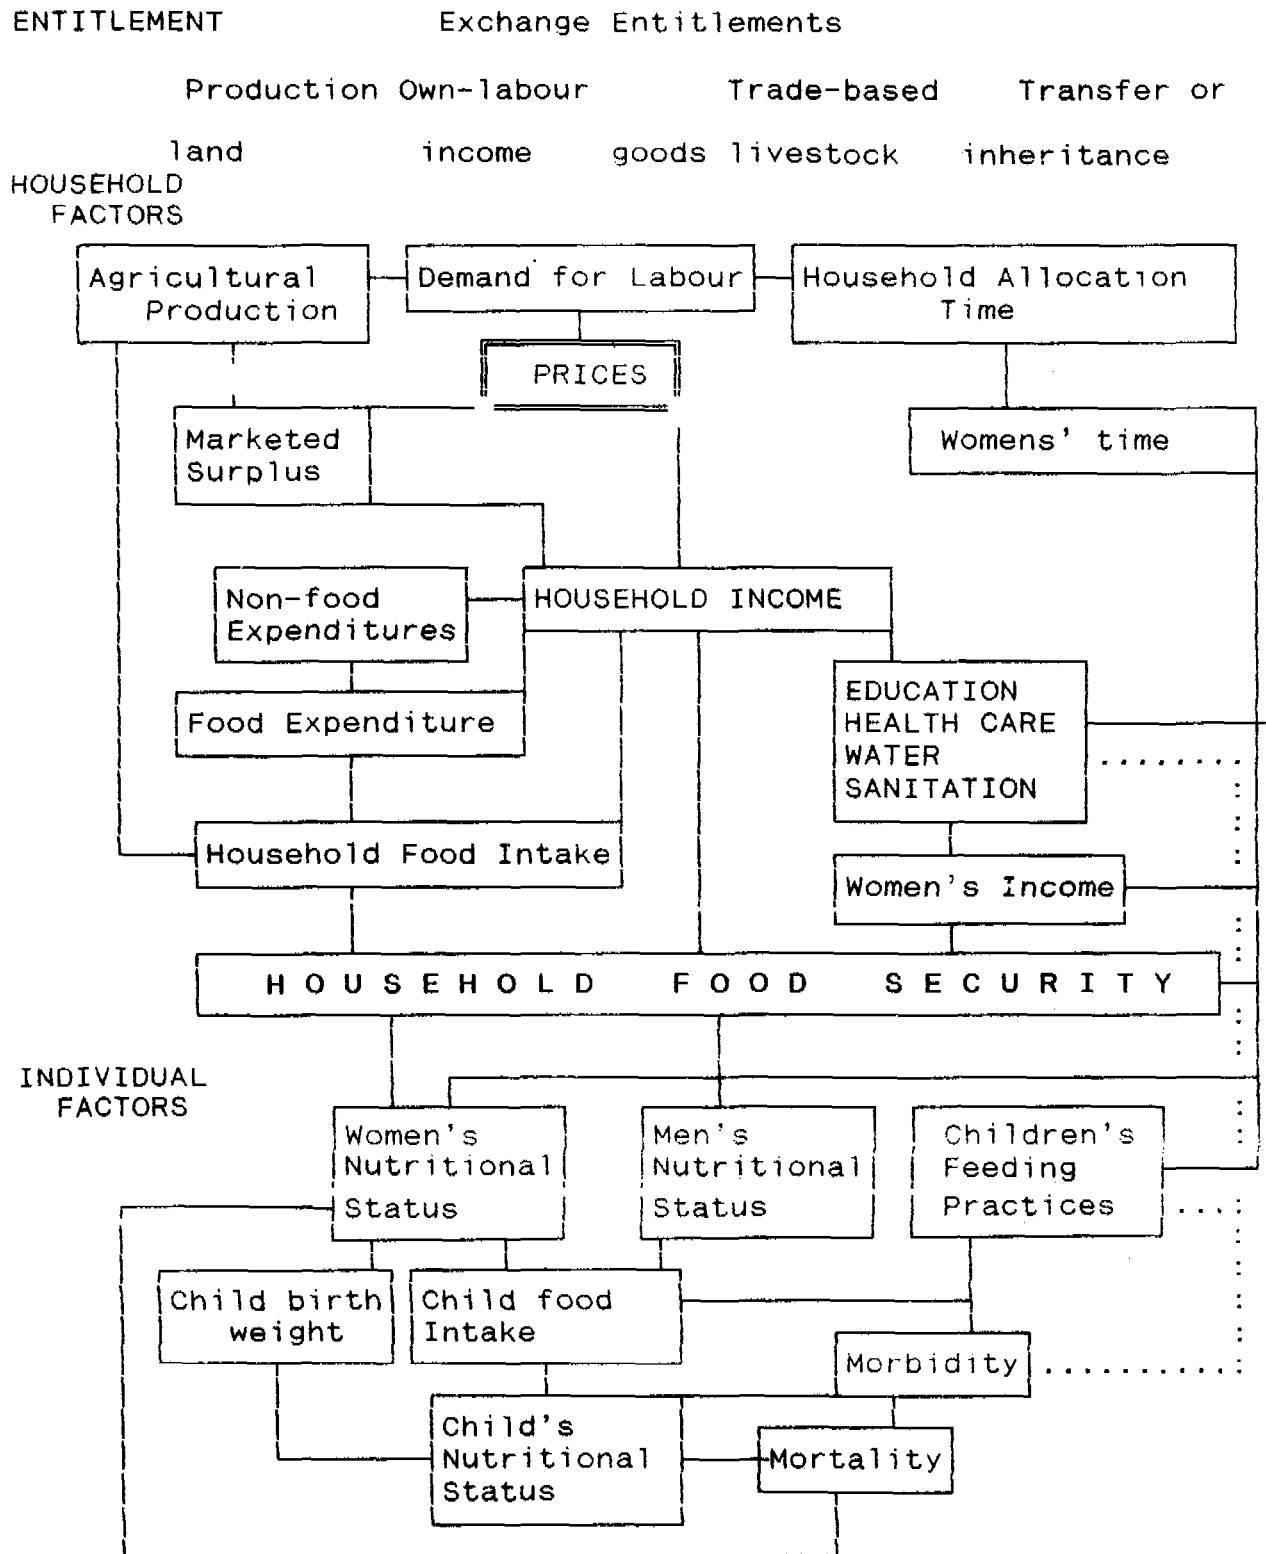 ENTITLEMENT Exchange Entitlements
Production Own-labour Trade-based Transfer or
land income goods livestock inheritance
HOUSEHOLD
FACTORS
Agricultural
Production
Demand for Labour
Household Allocation
Time
PRICES
Marketed
Surplus
Womens' time
Non-food
Expenditures
HOUSEHOLD INCOME
Food Expenditure
EDUCATION
HEALTH CARE
WATER
SANITATION
Household Food Intake
Women's Income
HOUSEHOLD FOOD SECURITY
INDIVIDUAL
FACTORS
Women's
Nutritional
Status
Men's
Nutritional
Status
Children's
Feeding
Practices
Child birth
weight
Child food
Intake
Morbidity
Child's
Nutritional
Status
Mortality